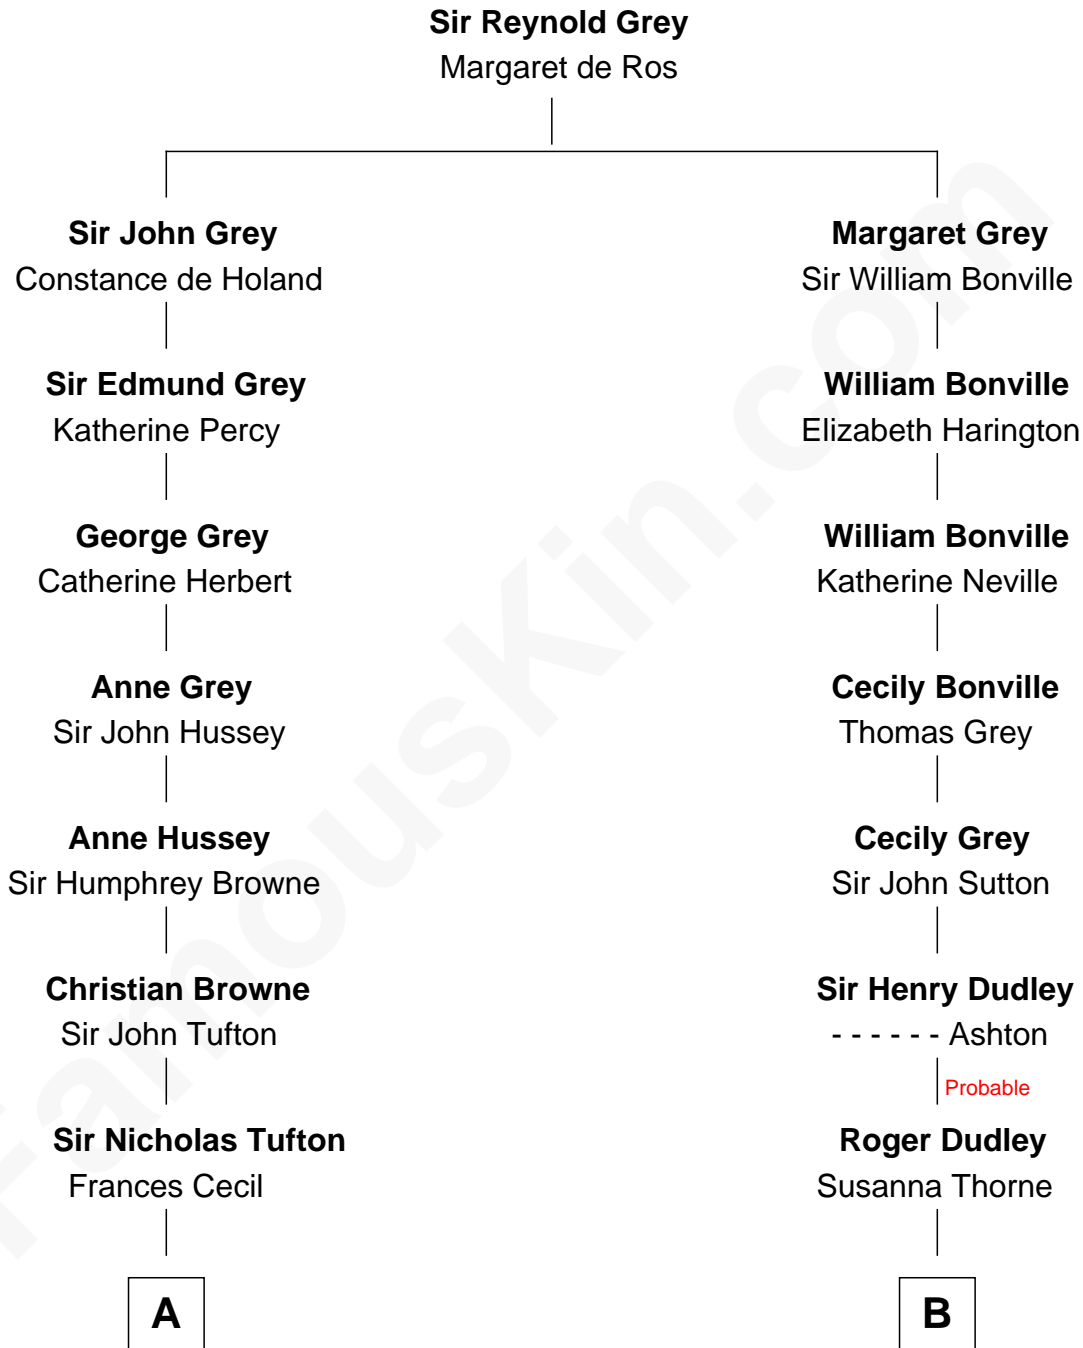 Sir Reynold Grey
Margaret de Ros
Sir John Grey
Constance de Holand
Margaret Grey
Sir William Bonville
Sir Edmund Grey
Katherine Percy
William Bonville
Elizabeth Harington
George Grey
Catherine Herbert
William Bonville
Katherine Neville
Anne Grey
Sir John Hussey
Cecily Bonville
Thomas Grey
Anne Hussey
Sir Humphrey Browne
Cecily Grey
Sir John Sutton
Christian Browne
Sir John Tufton
Sir Henry Dudley
- - - - - - Ashton
Probable
Sir Nicholas Tufton
Frances Cecil
Roger Dudley
Susanna Thorne
A
B
FamousKin.com